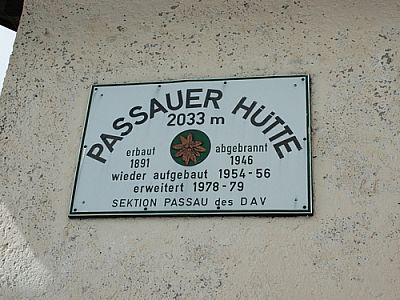 PASSAUER HÜTTE
2033 m
erbaut abgebrannt
1891 1946
wieder aufgebaut 1954-56
erweitert 1978-79
SEKTION PASSAU des DAV